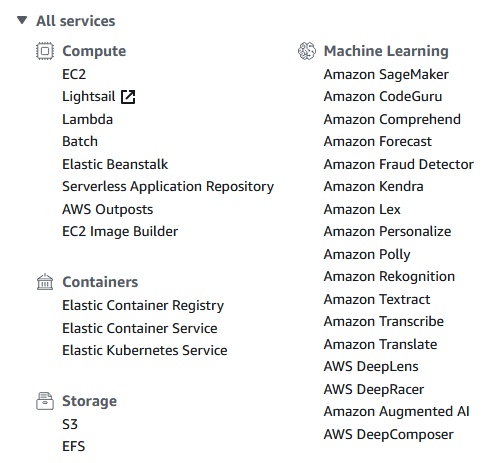 All services
Compute
EC2
Lightsail
Lambda
Batch
Elastic Beanstalk
Serverless Application Repository
AWS Outposts
EC2 Image Builder
Containers
Elastic Container Registry
Elastic Container Service
Elastic Kubernetes Service
Storage
S3
EFS
Machine Learning
Amazon SageMaker
Amazon CodeGuru
Amazon Comprehend
Amazon Forecast
Amazon Fraud Detector
Amazon Kendra
Amazon Lex
Amazon Personalize
Amazon Polly
Amazon Rekognition
Amazon Textract
Amazon Transcribe
Amazon Translate
AWS DeepLens
AWS DeepRacer
Amazon Augmented AI
AWS DeepComposer